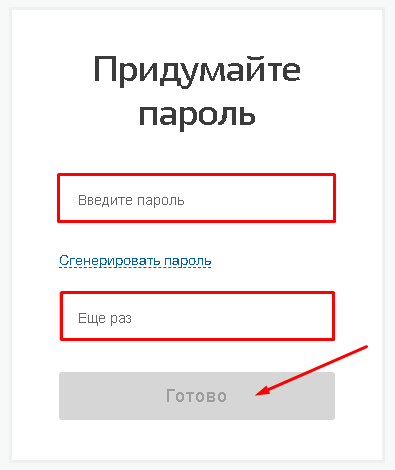 Придумайте
пароль
Введите пароль
Сгенерировать пароль
Еще раз
Готово